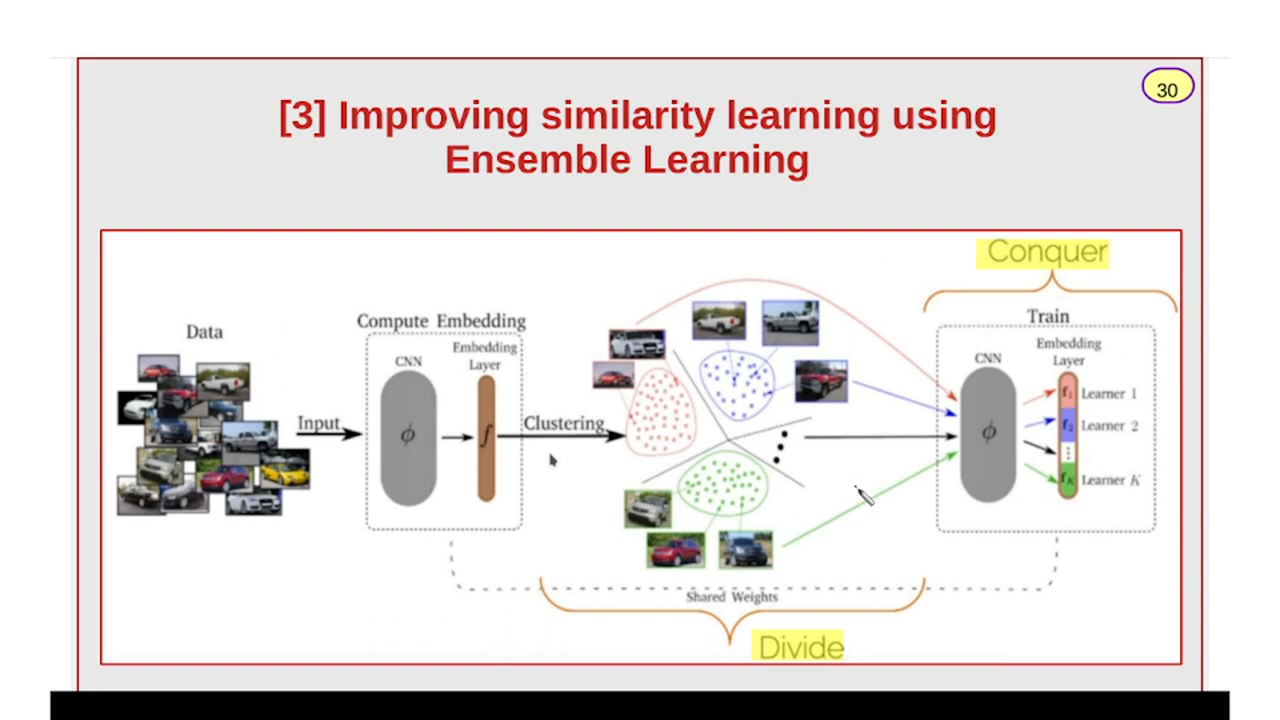 30
[3] Improving similarity learning using
Ensemble Learning
Conquer
Data
Compute Embedding
CNN
Embedding
Layer
ϕ
f
Input
Clustering
Train
CNN
Embedding
Layer
ϕ
f₁ Learner 1
f₂ Learner 2
⋮
fK Learner K
Shared Weights
Divide